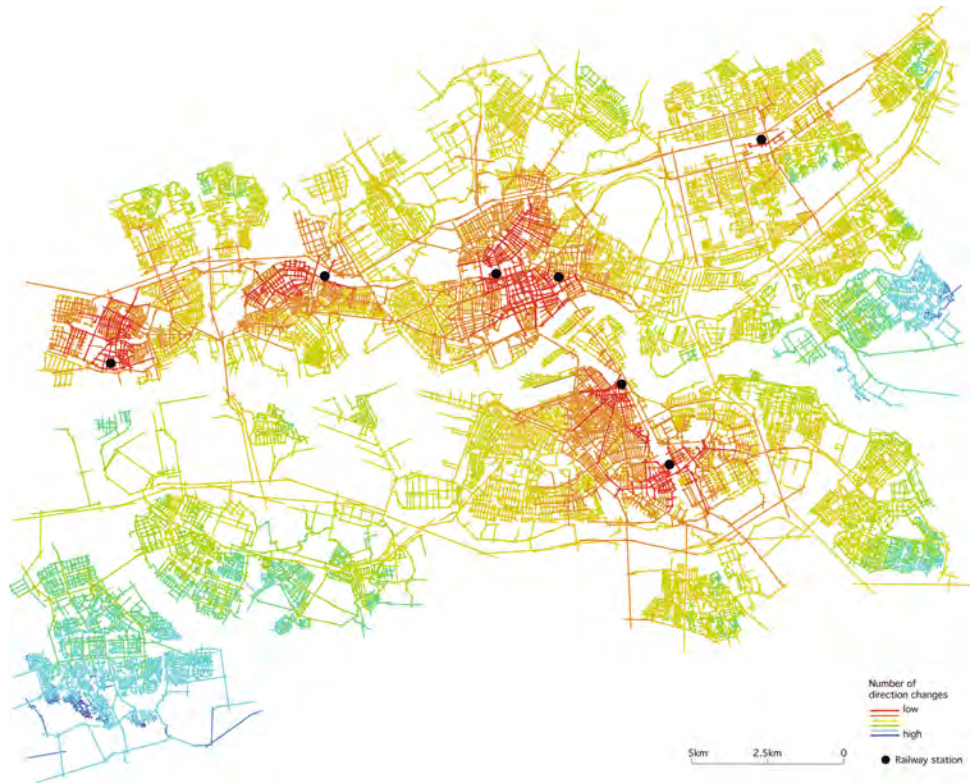 Number of
direction changes
low
high
Railway station
5km 2.5km 0